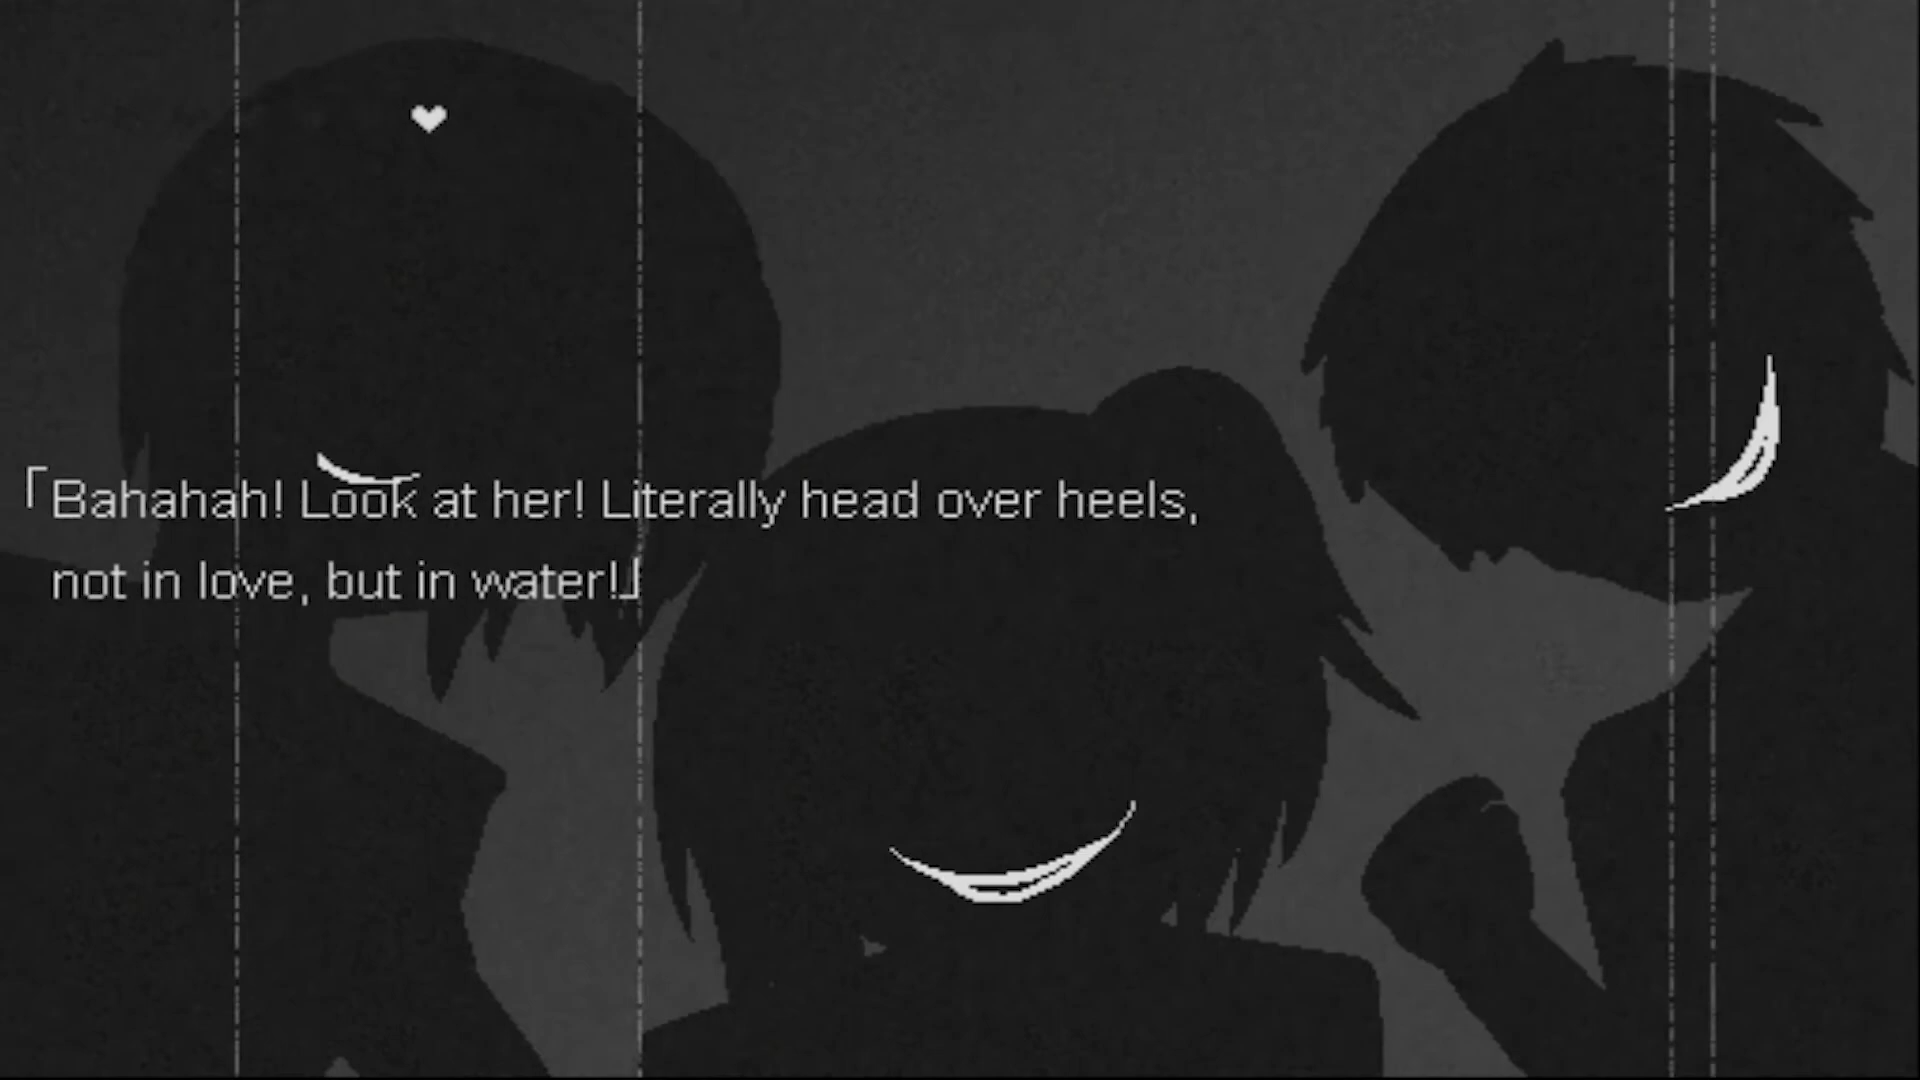 「Bahahah! Look at her! Literally head over heels,
not in love, but in water!」